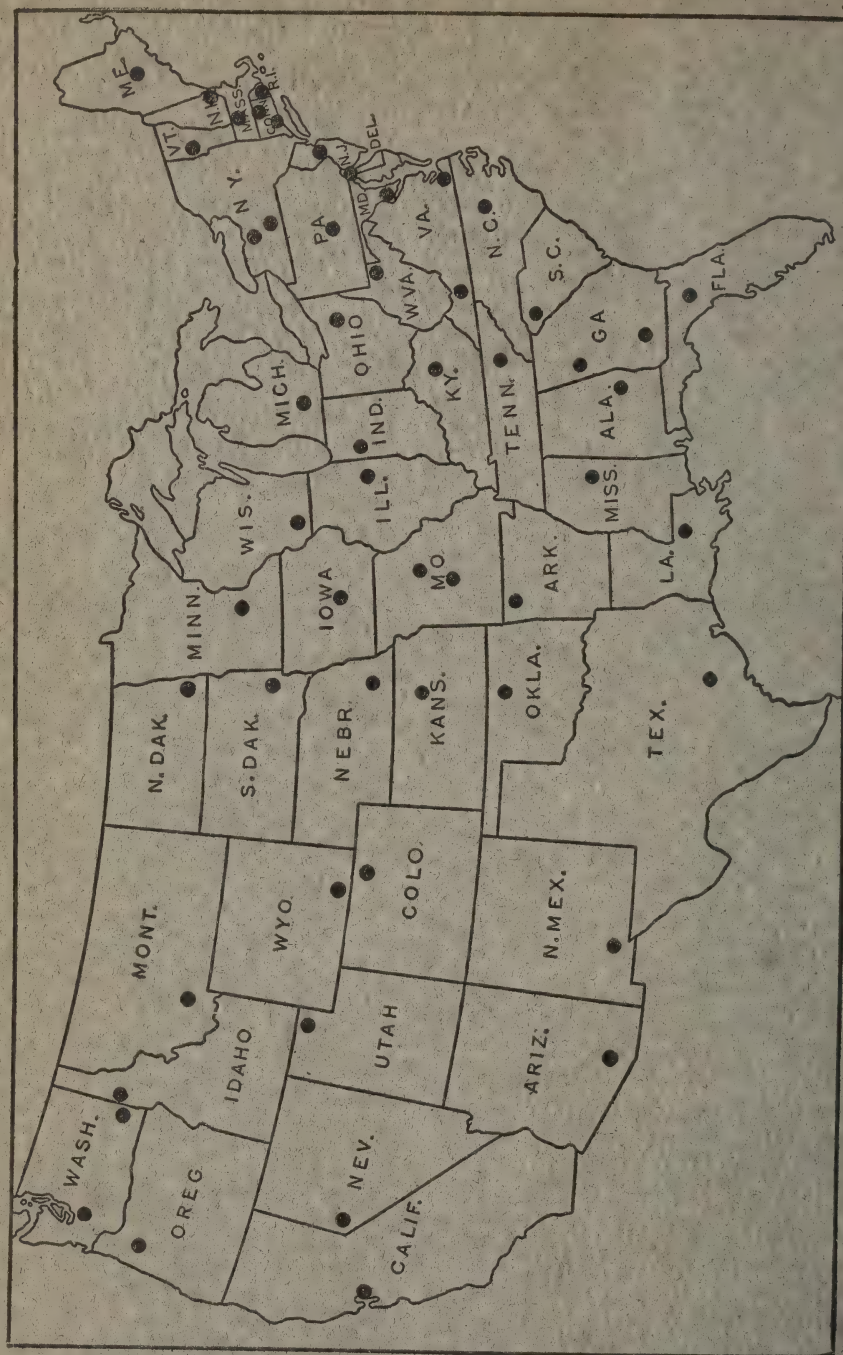 WASH.
OREG
CALIF.
NEV.
IDAHO
MONT.
WYO.
UTAH
ARIZ.
COLO.
N.MEX.
N.DAK.
S.DAK.
NEBR.
KANS.
OKLA.
TEX.
MINN.
IOWA
MO.
ARK.
LA.
WIS.
ILL.
MICH.
IND.
OHIO
KY.
TENN.
MISS.
ALA.
GA
FLA.
S.C.
N.C.
VA.
W.VA.
MD.
DEL.
PA.
N.J.
N Y.
VT.
N.H.
ME.
MASS.
CONN.
R.I.